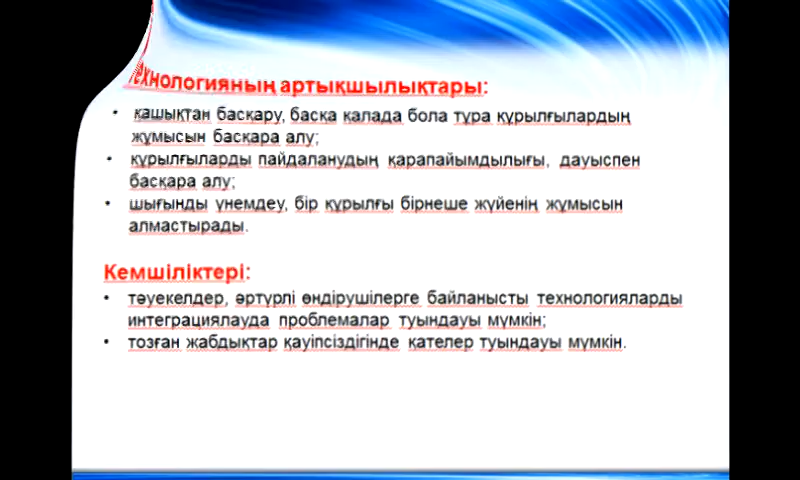 Технологияның артықшылықтары:
• қашықтан басқару, басқа қалада бола тұра құрылғылардың
жұмысын басқара алу;
• құрылғыларды пайдаланудың қарапайымдылығы, дауыспен
басқара алу;
• шығынды үнемдеу, бір құрылғы бірнеше жүйенің жұмысын
алмастырады.
Кемшіліктері:
• тәуекелдер, әртүрлі өндірушілерге байланысты технологияларды
интеграциялауда проблемалар туындауы мүмкін;
• тозған жабдықтар қауіпсіздігінде қателер туындауы мүмкін.